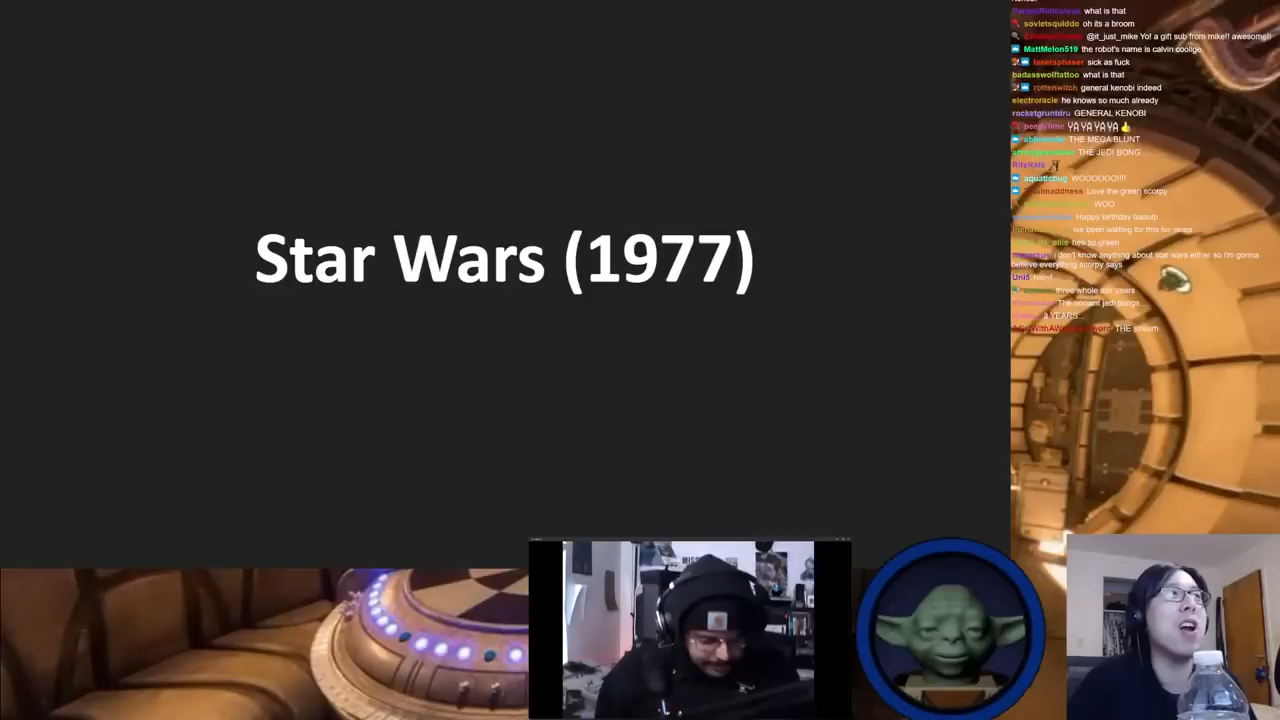 Star Wars (1977)
what is that
sovietsquiddo oh its a broom
@it_just_mike Yo! a gift sub from mike!! awesome!!
MattMelon519 the robot's name is calvin coolige
lasersphaser sick as fuck
badasswolftattoo what is that
rottenwitch general kenobi indeed
electroracle he knows so much already
rocketgruntdru GENERAL KENOBI
YA YA YA YA
THE MEGA BLUNT
THE JEDI BONG
aquaticbug WOOOOOO!!!!
Love the green scorpy
WOO
Happy birthday baaulp
ive been waiting for this for years
hes so green
i don't know anything about star wars either so i'm gonna
believe everything scorpy says
three whole ass years
The ancient jedi bongs
3 YEARS...
THE stream